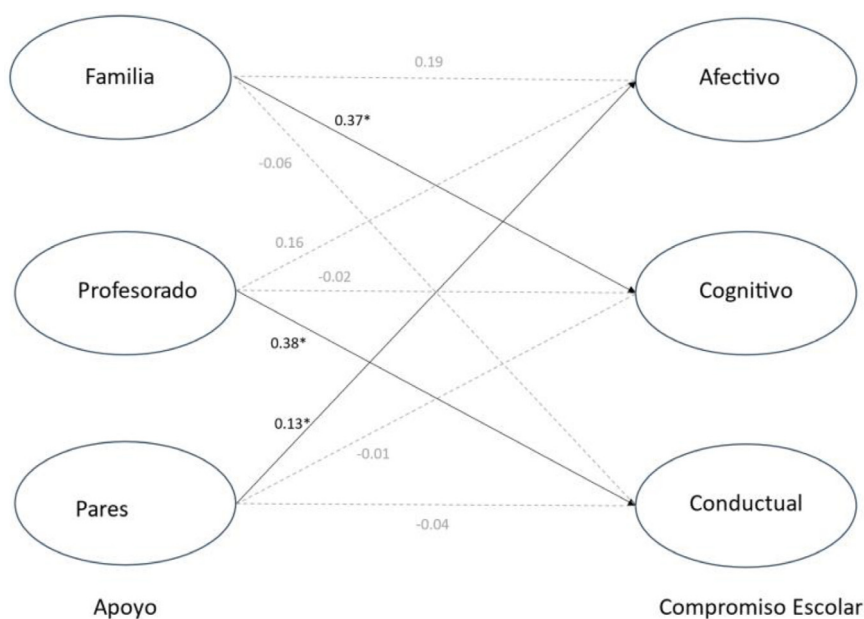 Familia
0.19
Afectivo
0.37*
-0.06
0.16
Profesorado
-0.02
Cognitivo
0.38*
0.13*
-0.01
Pares
-0.04
Conductual
Apoyo
Compromiso Escolar